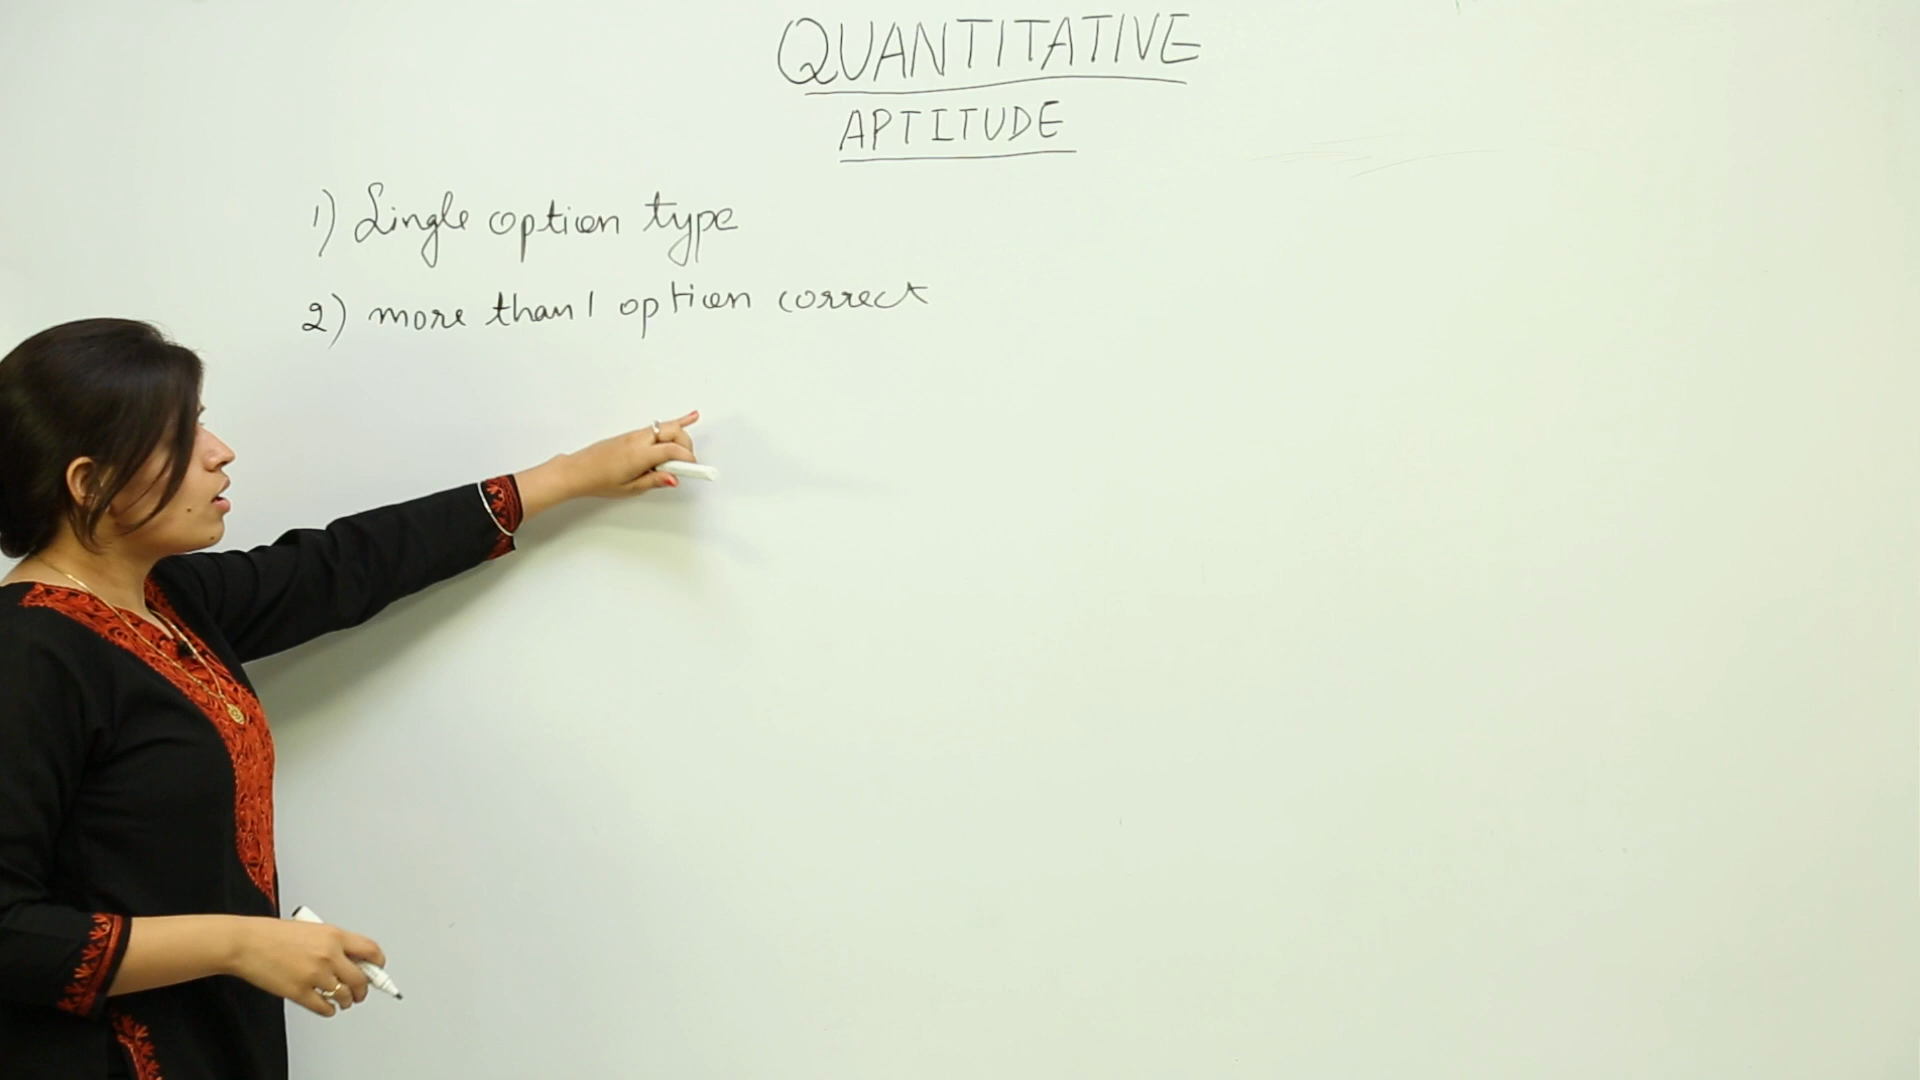 QUANTITATIVE
APTITUDE
1) Single option type
2) more than 1 option correct